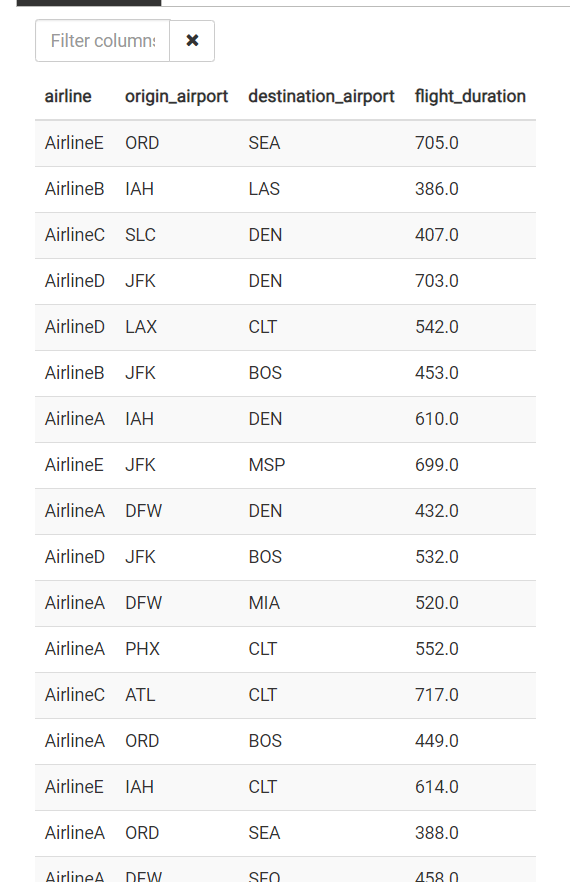 Filter columns ✖
airline origin_airport destination_airport flight_duration
AirlineE ORD SEA 705.0
AirlineB IAH LAS 386.0
AirlineC SLC DEN 407.0
AirlineD JFK DEN 703.0
AirlineD LAX CLT 542.0
AirlineB JFK BOS 453.0
AirlineA IAH DEN 610.0
AirlineE JFK MSP 699.0
AirlineA DFW DEN 432.0
AirlineD JFK BOS 532.0
AirlineA DFW MIA 520.0
AirlineA PHX CLT 552.0
AirlineC ATL CLT 717.0
AirlineA ORD BOS 449.0
AirlineE IAH CLT 614.0
AirlineA ORD SEA 388.0
AirlineA DFW SFO 458.0